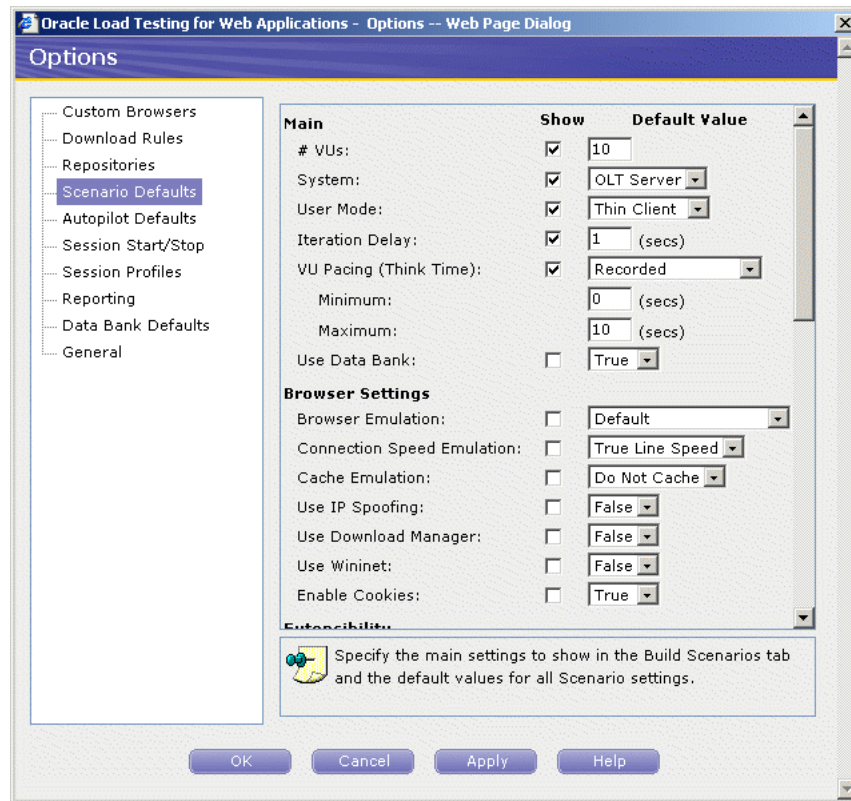 Oracle Load Testing for Web Applications - Options -- Web Page Dialog
Options
Custom Browsers
Download Rules
Repositories
Scenario Defaults
Autopilot Defaults
Session Start/Stop
Session Profiles
Reporting
Data Bank Defaults
General
Main Show Default Value
# VUs: 10
System: OLT Server
User Mode: Thin Client
Iteration Delay: 1 (secs)
VU Pacing (Think Time): Recorded
Minimum: 0 (secs)
Maximum: 10 (secs)
Use Data Bank: True
Browser Settings
Browser Emulation: Default
Connection Speed Emulation: True Line Speed
Cache Emulation: Do Not Cache
Use IP Spoofing: False
Use Download Manager: False
Use Wininet: False
Enable Cookies: True
Extensibility
Specify the main settings to show in the Build Scenarios tab
and the default values for all Scenario settings.
OK Cancel Apply Help